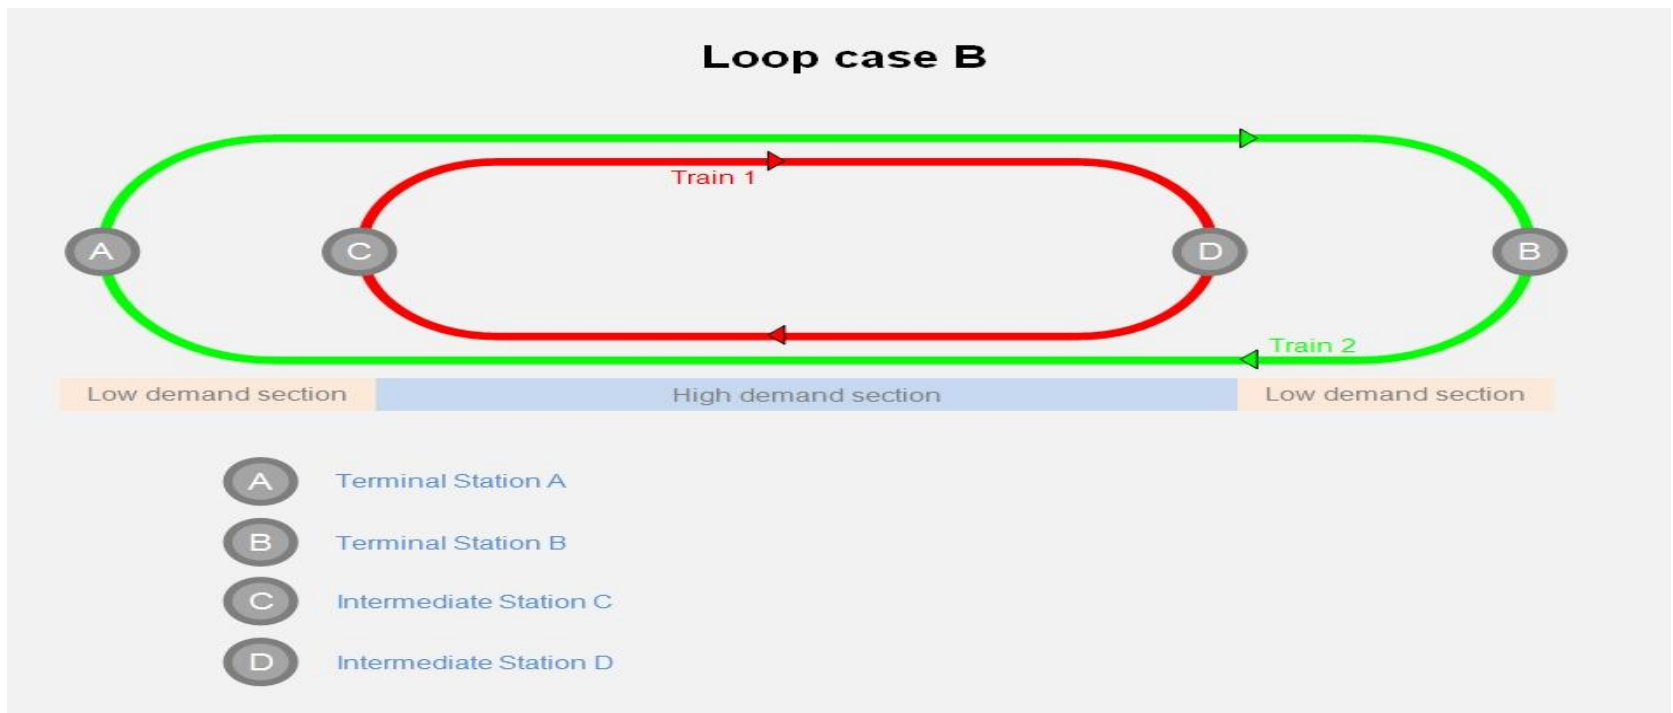 Loop case B
Train 1
A
C
D
B
Train 2
Low demand section
High demand section
Low demand section
A Terminal Station A
B Terminal Station B
C Intermediate Station C
D Intermediate Station D